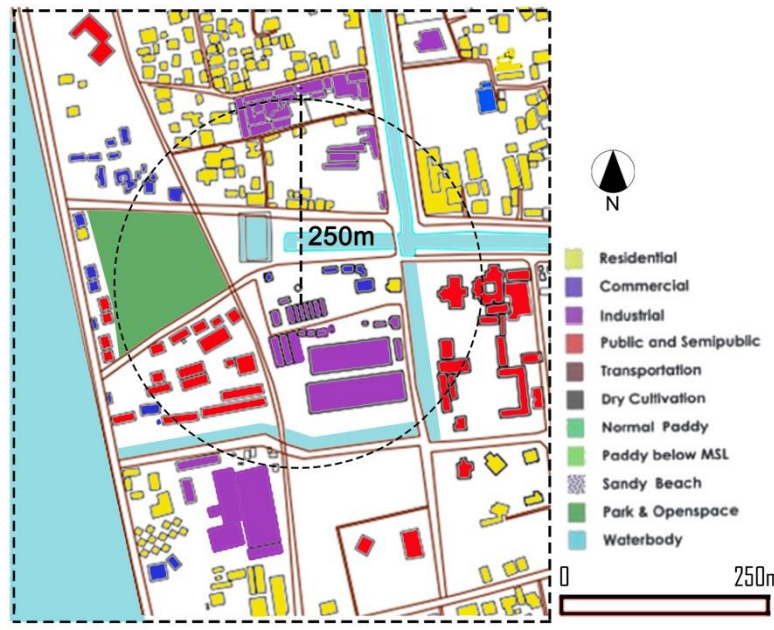 250m
N
Residential
Commercial
Industrial
Public and Semipublic
Transportation
Dry Cultivation
Normal Paddy
Paddy below MSL
Sandy Beach
Park & Openspace
Waterbody
0 250m